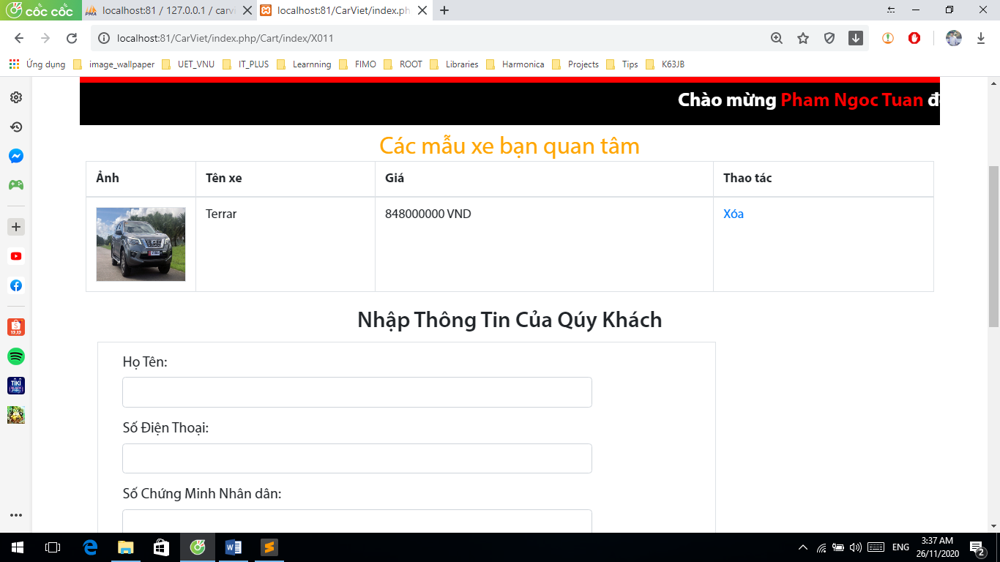 cốc cốc
localhost:81 / 127.0.0.1 / carvi
localhost:81/CarViet/index.ph
localhost:81/CarViet/index.php/Cart/index/X011
Ứng dụng image_wallpaper UET_VNU IT_PLUS Learnning FIMO ROOT Libraries Harmonica Projects Tips K63JB
Chào mừng Pham Ngoc Tuan đ
Các mẫu xe bạn quan tâm
Ảnh Tên xe Giá Thao tác
Terrar 848000000 VND Xóa
Nhập Thông Tin Của Qúy Khách
Họ Tên:
Số Điện Thoại:
Số Chứng Minh Nhân dân:
12.12
TIKI
ENG
3:37 AM
26/11/2020
2